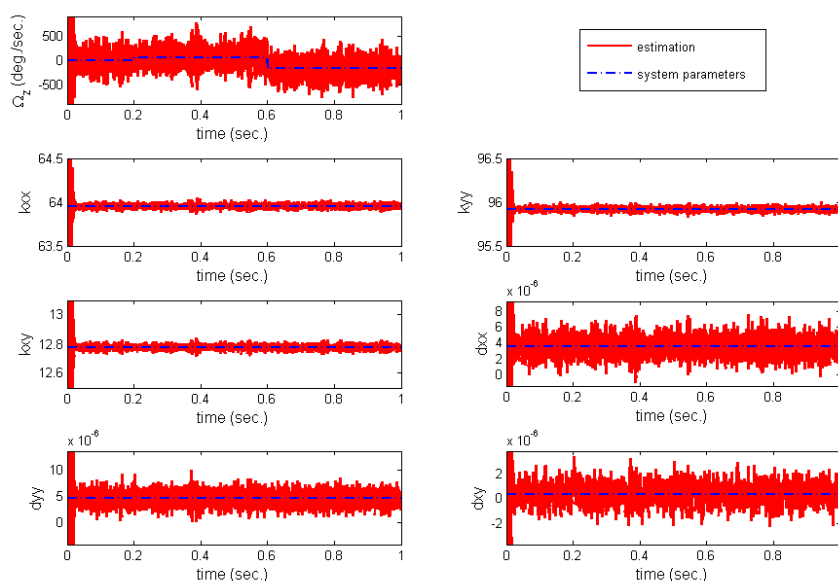 500
0
-500
Ω_z (deg./sec.)
0 0.2 0.4 0.6 0.8 1
time (sec.)
estimation
system parameters
64.5
64
63.5
kxx
0 0.2 0.4 0.6 0.8 1
time (sec.)
96.5
96
95.5
kyy
0 0.2 0.4 0.6 0.8
time (sec.)
13
12.8
12.6
kxy
0 0.2 0.4 0.6 0.8 1
time (sec.)
x 10^-6
8
6
4
2
0
dxx
0 0.2 0.4 0.6 0.8
time (sec.)
x 10^-6
10
5
0
dyy
0 0.2 0.4 0.6 0.8 1
time (sec.)
x 10^-6
2
0
-2
dxy
0 0.2 0.4 0.6 0.8
time (sec.)